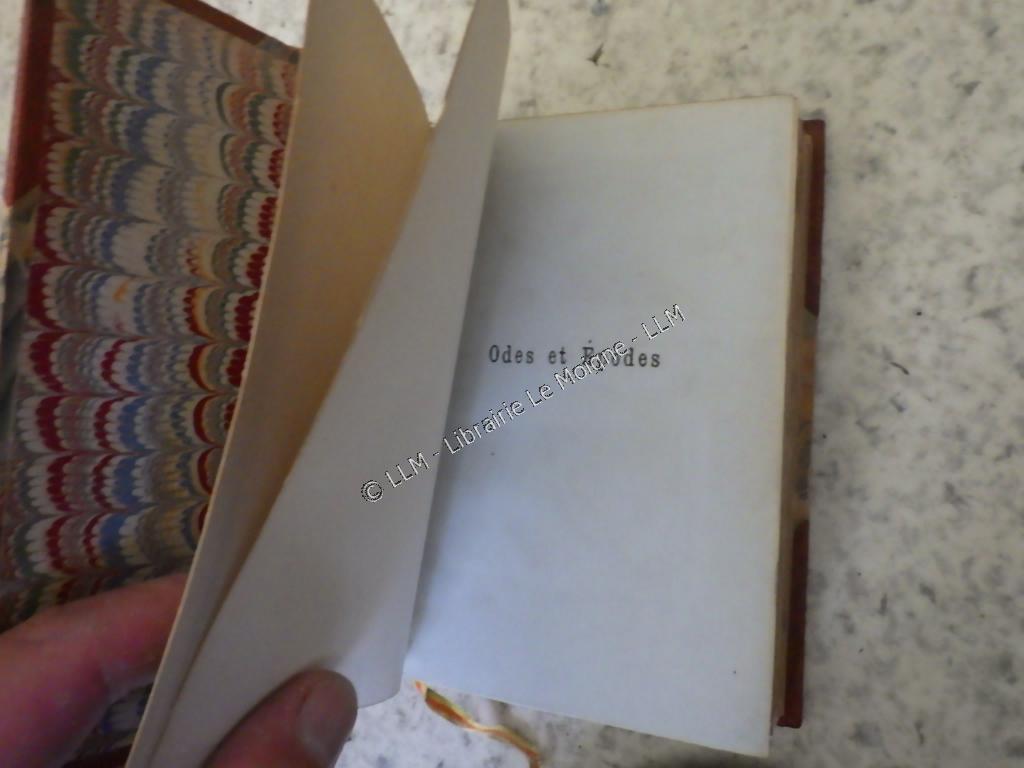 Odes et Épodes
© LLM - Librairie Le Moigne - LLM